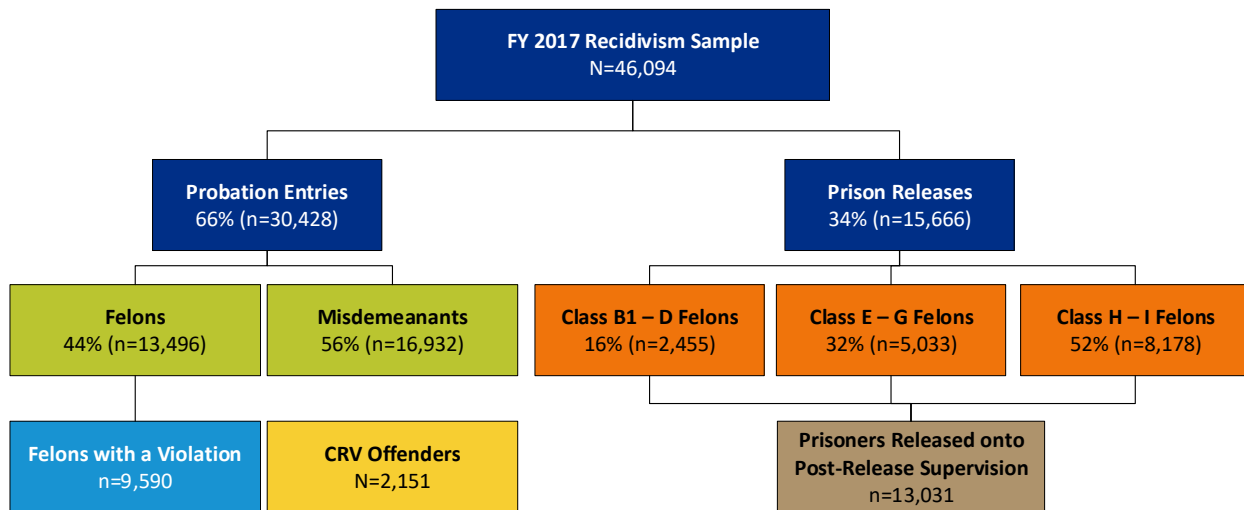 FY 2017 Recidivism Sample
N=46,094
Probation Entries
66% (n=30,428)
Prison Releases
34% (n=15,666)
Felons
44% (n=13,496)
Misdemeanants
56% (n=16,932)
Class B1 – D Felons
16% (n=2,455)
Class E – G Felons
32% (n=5,033)
Class H – I Felons
52% (n=8,178)
Felons with a Violation
n=9,590
CRV Offenders
N=2,151
Prisoners Released onto
Post-Release Supervision
n=13,031